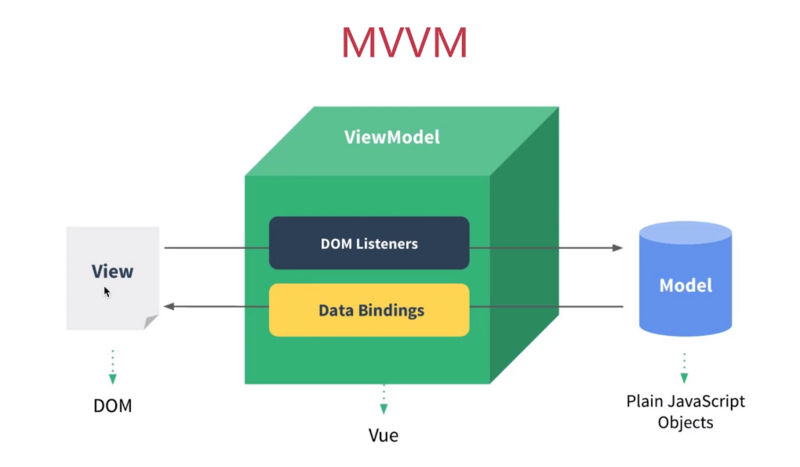 MVVM
ViewModel
DOM Listeners
View
Data Bindings
Model
DOM
Vue
Plain JavaScript
Objects